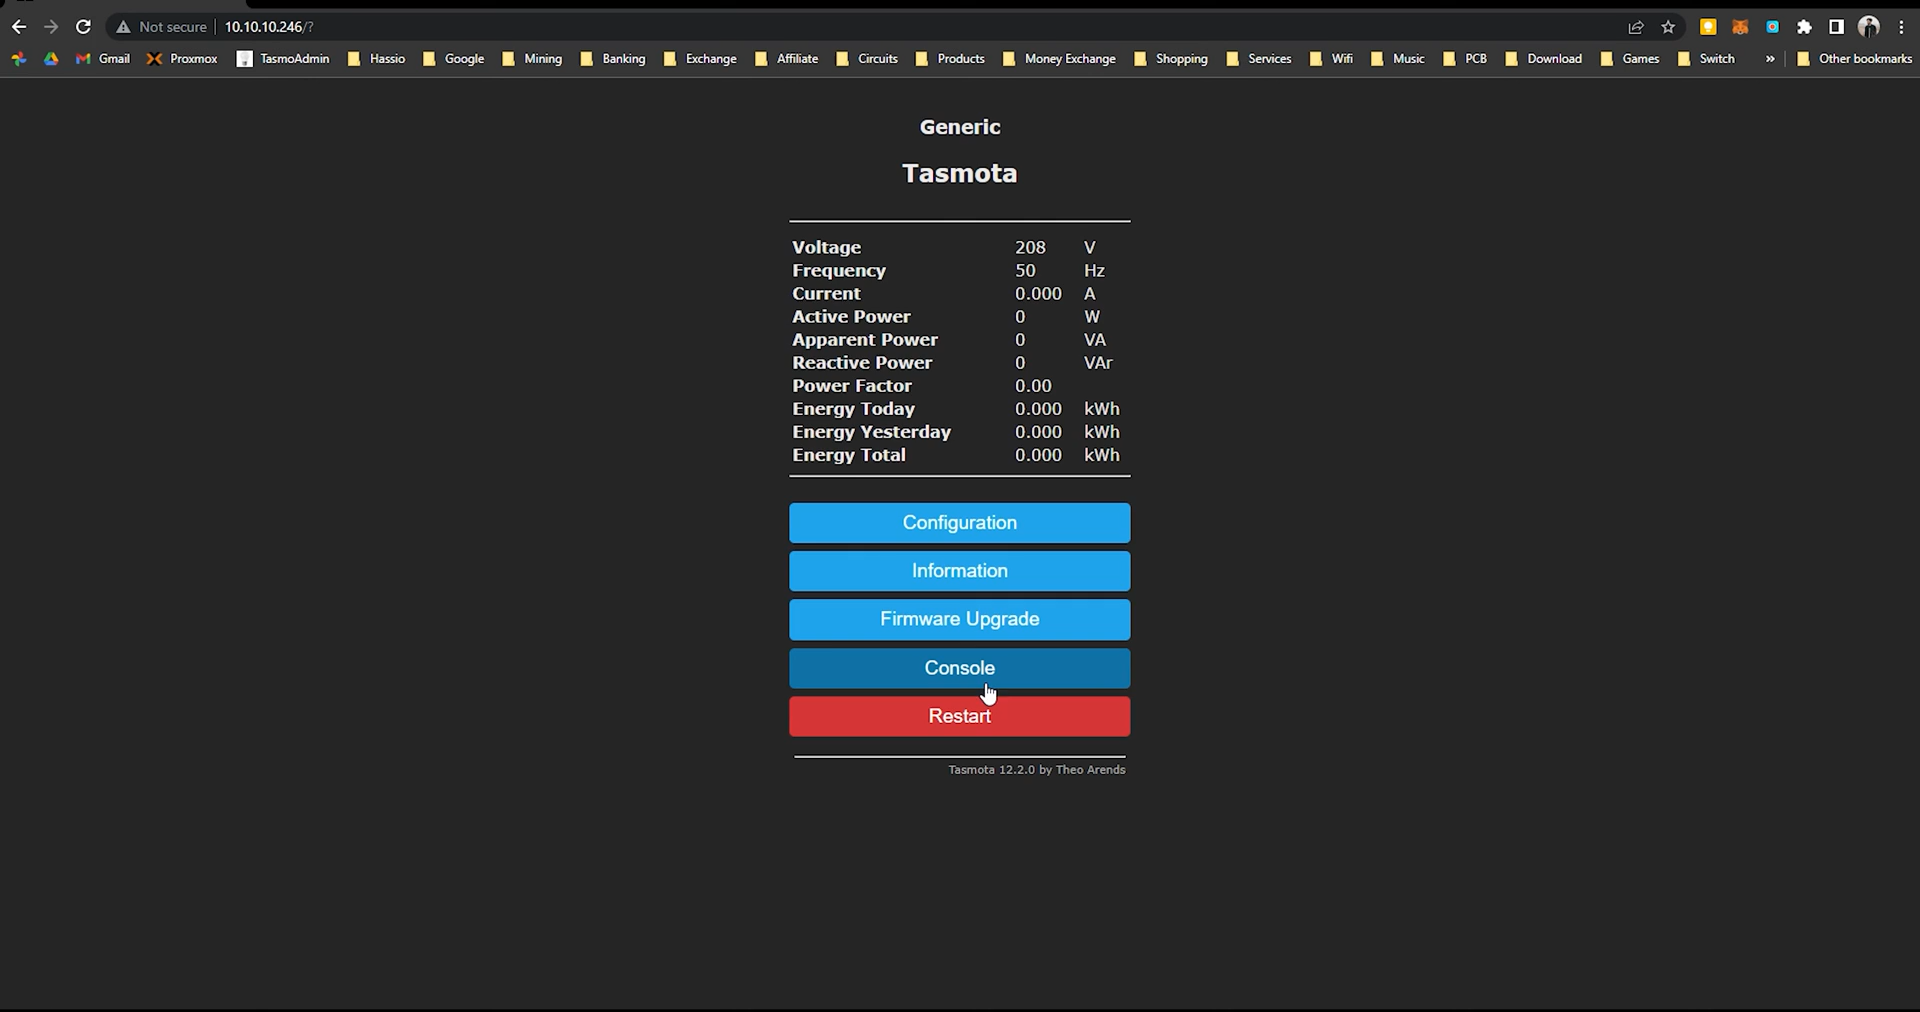 Not secure 10.10.10.246/?
Gmail Proxmox TasmoAdmin Hassio Google Mining Banking Exchange Affiliate Circuits Products Money Exchange Shopping Services Wifi Music PCB Download Games Switch » Other bookmarks
Generic
Tasmota
Voltage 208 V
Frequency 50 Hz
Current 0.000 A
Active Power 0 W
Apparent Power 0 VA
Reactive Power 0 VAr
Power Factor 0.00
Energy Today 0.000 kWh
Energy Yesterday 0.000 kWh
Energy Total 0.000 kWh
Configuration
Information
Firmware Upgrade
Console
Restart
Tasmota 12.2.0 by Theo Arends